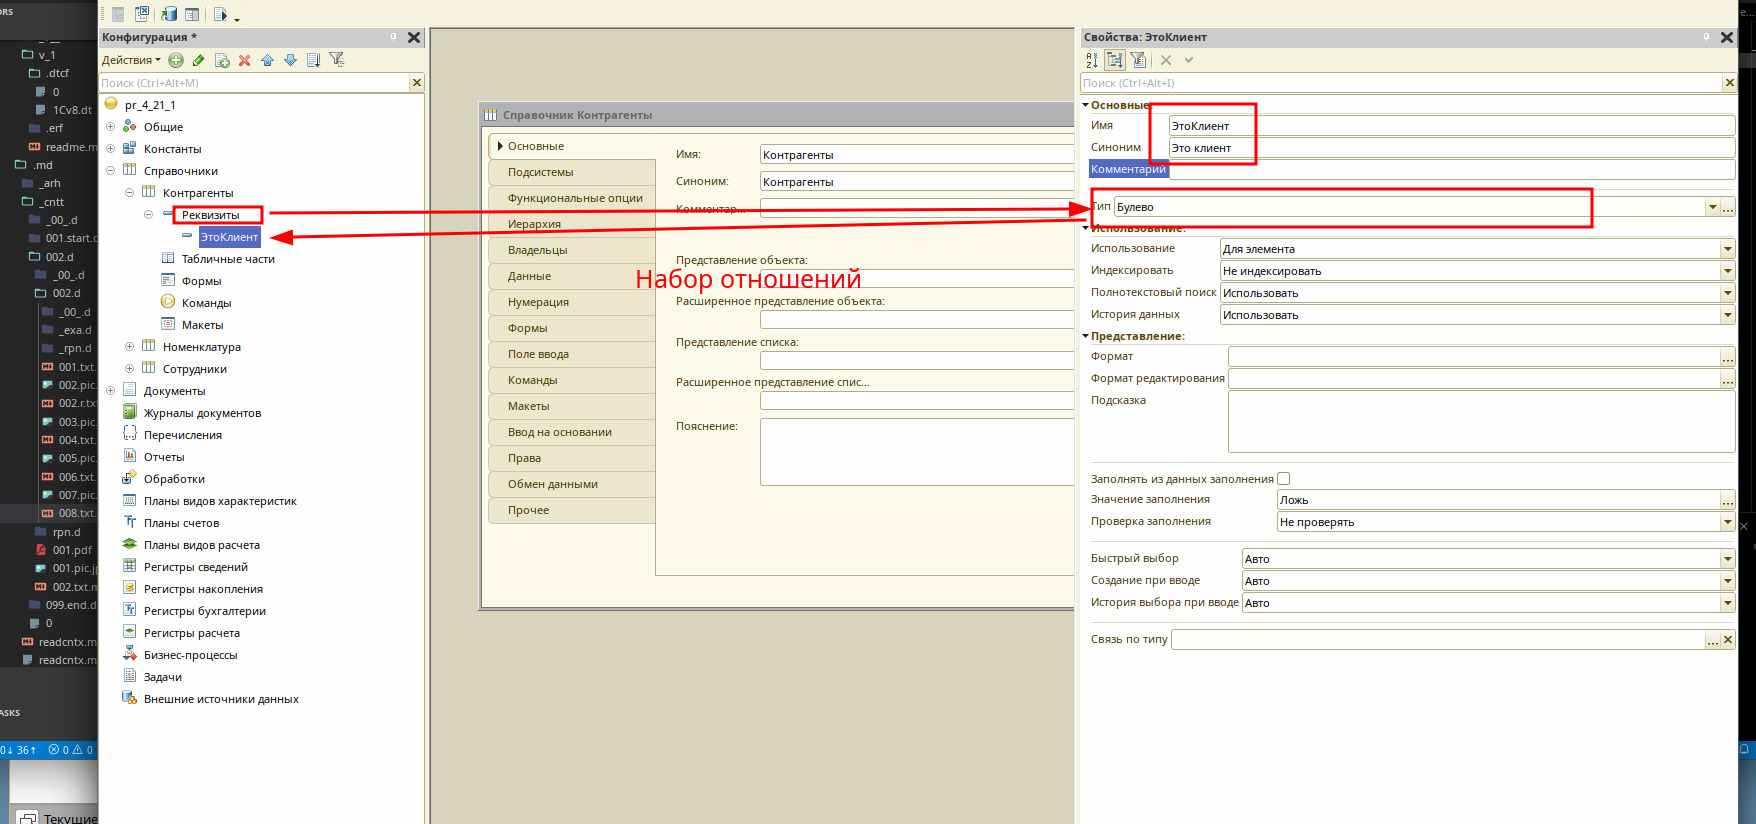 ORS
v_1
.dtcf
0
1Cv8.dt
.erf
readme.m
.md
_arh
_cntt
_00_.d
001.start.d
002.d
_00_.d
002.d
_00_.d
_exa.d
_rpn.d
001.txt.
002.pic.
002.r.tx
003.pic.
004.txt.
005.pic.
006.txt.
007.pic.
008.txt.
rpn.d
001.pdf
001.pic.j
002.txt.m
099.end.d
0
readcntx.m
readcntx.m
ASKS
0↓ 36↑ 0 0
Текущие
Конфигурация *
Действия
Поиск (Ctrl+Alt+M)
pr_4_21_1
Общие
Константы
Справочники
Контрагенты
Реквизиты
ЭтоКлиент
Табличные части
Формы
Команды
Макеты
Номенклатура
Сотрудники
Документы
Журналы документов
Перечисления
Отчеты
Обработки
Планы видов характеристик
Планы счетов
Планы видов расчета
Регистры сведений
Регистры накопления
Регистры бухгалтерии
Регистры расчета
Бизнес-процессы
Задачи
Внешние источники данных
Справочник Контрагенты
Основные
Подсистемы
Функциональные опции
Иерархия
Владельцы
Данные
Нумерация
Формы
Поле ввода
Команды
Макеты
Ввод на основании
Права
Обмен данными
Прочее
Имя: Контрагенты
Синоним: Контрагенты
Комментар...
Представление объекта:
Набор отношений
Расширенное представление объекта:
Представление списка:
Расширенное представление спис...
Пояснение:
Свойства: ЭтоКлиент
Поиск (Ctrl+Alt+I)
Основные:
Имя ЭтоКлиент
Синоним Это клиент
Комментарий
Тип Булево
Использование:
Использование Для элемента
Индексировать Не индексировать
Полнотекстовый поиск Использовать
История данных Использовать
Представление:
Формат
Формат редактирования
Подсказка
Заполнять из данных заполнения
Значение заполнения Ложь
Проверка заполнения Не проверять
Быстрый выбор Авто
Создание при вводе Авто
История выбора при вводе Авто
Связь по типу